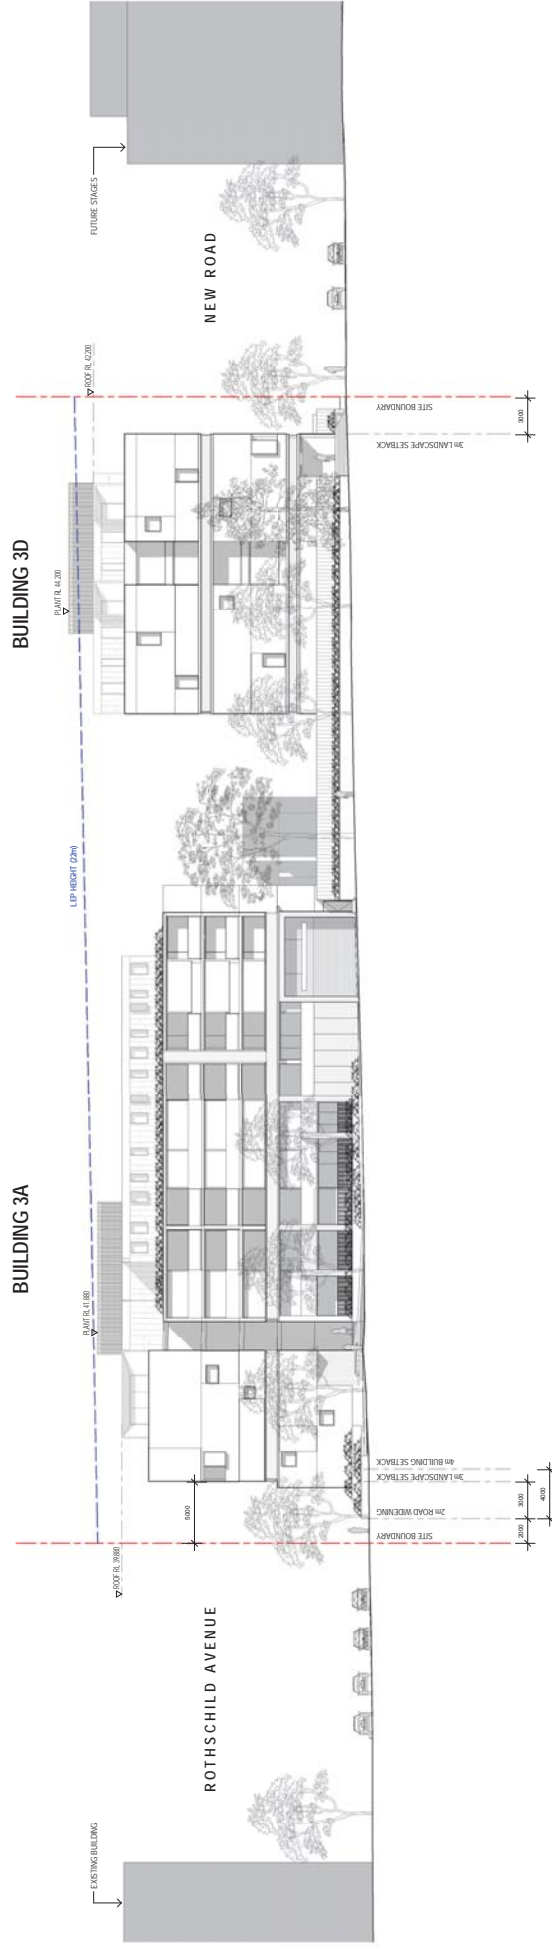 BUILDING 3A
BUILDING 3D
EXISTING BUILDING
ROTHSCHILD AVENUE
ROOF RL 39.880
PLANT RL 41.880
LEP HEIGHT (22m)
PLANT RL 44.200
ROOF RL 42.200
NEW ROAD
FUTURE STAGES
5000
SITE BOUNDARY
2m ROAD WIDENING
3m LANDSCAPE SETBACK
4m BUILDING SETBACK
2000
3000
4000
3m LANDSCAPE SETBACK
SITE BOUNDARY
3000